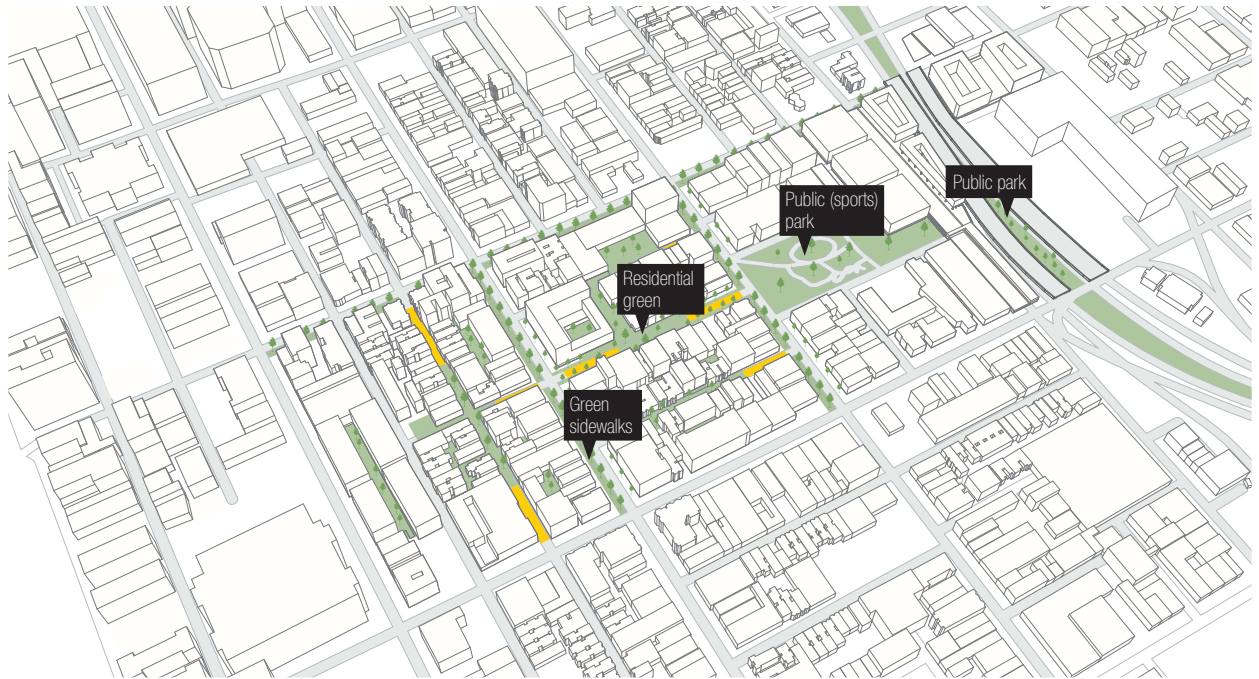 Public park
Public (sports)
park
Residential
green
Green
sidewalks